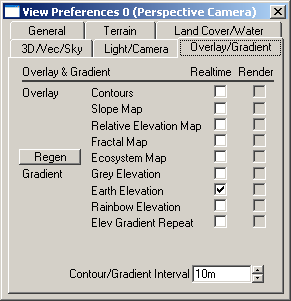 View Preferences 0 (Perspective Camera)
General Terrain Land Cover/Water
3D/Vec/Sky Light/Camera Overlay/Gradient
Overlay & Gradient Realtime Render
Overlay Contours
Slope Map
Relative Elevation Map
Fractal Map
Regen Ecosystem Map
Gradient Grey Elevation
Earth Elevation
Rainbow Elevation
Elev Gradient Repeat
Contour/Gradient Interval 10m